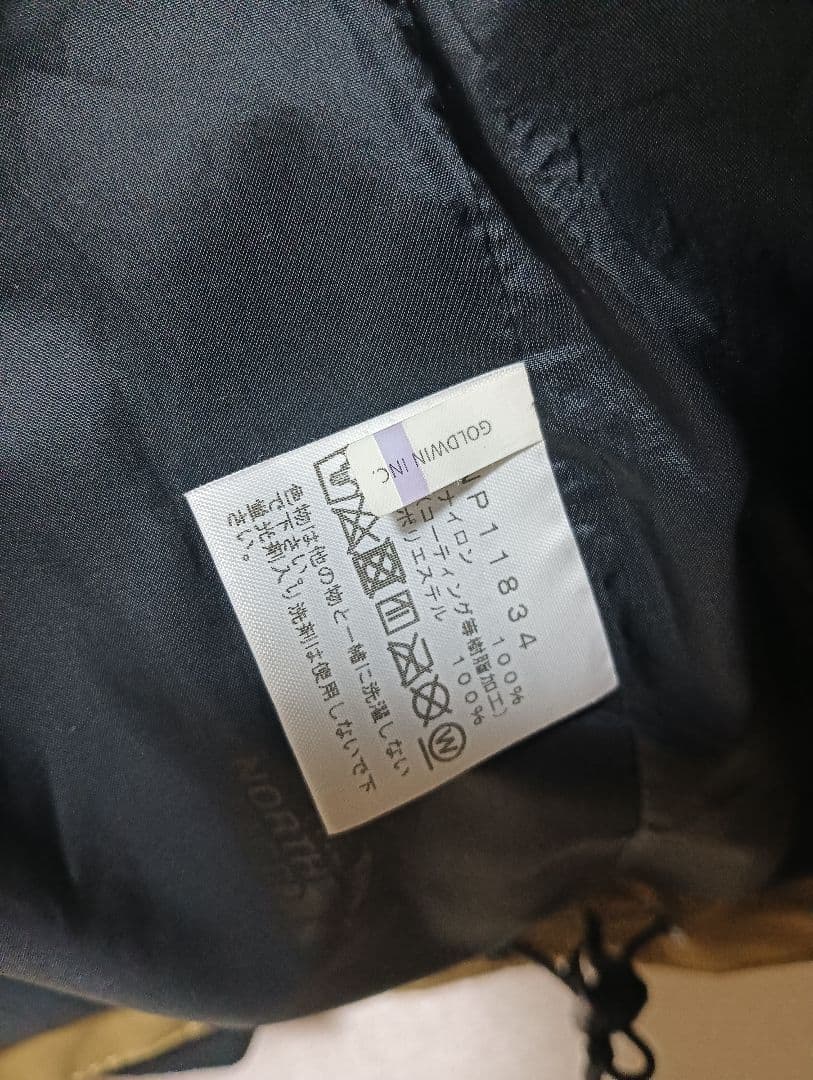 GOLDWIN INC
NP11834
ナイロン 100%
(コーティング等樹脂加工)
ポリエステル 100%
W
色物は他の物と一緒に洗濯しない
で下さい。
蛍光剤入り洗剤は使用しないで下
さい。
NORTH